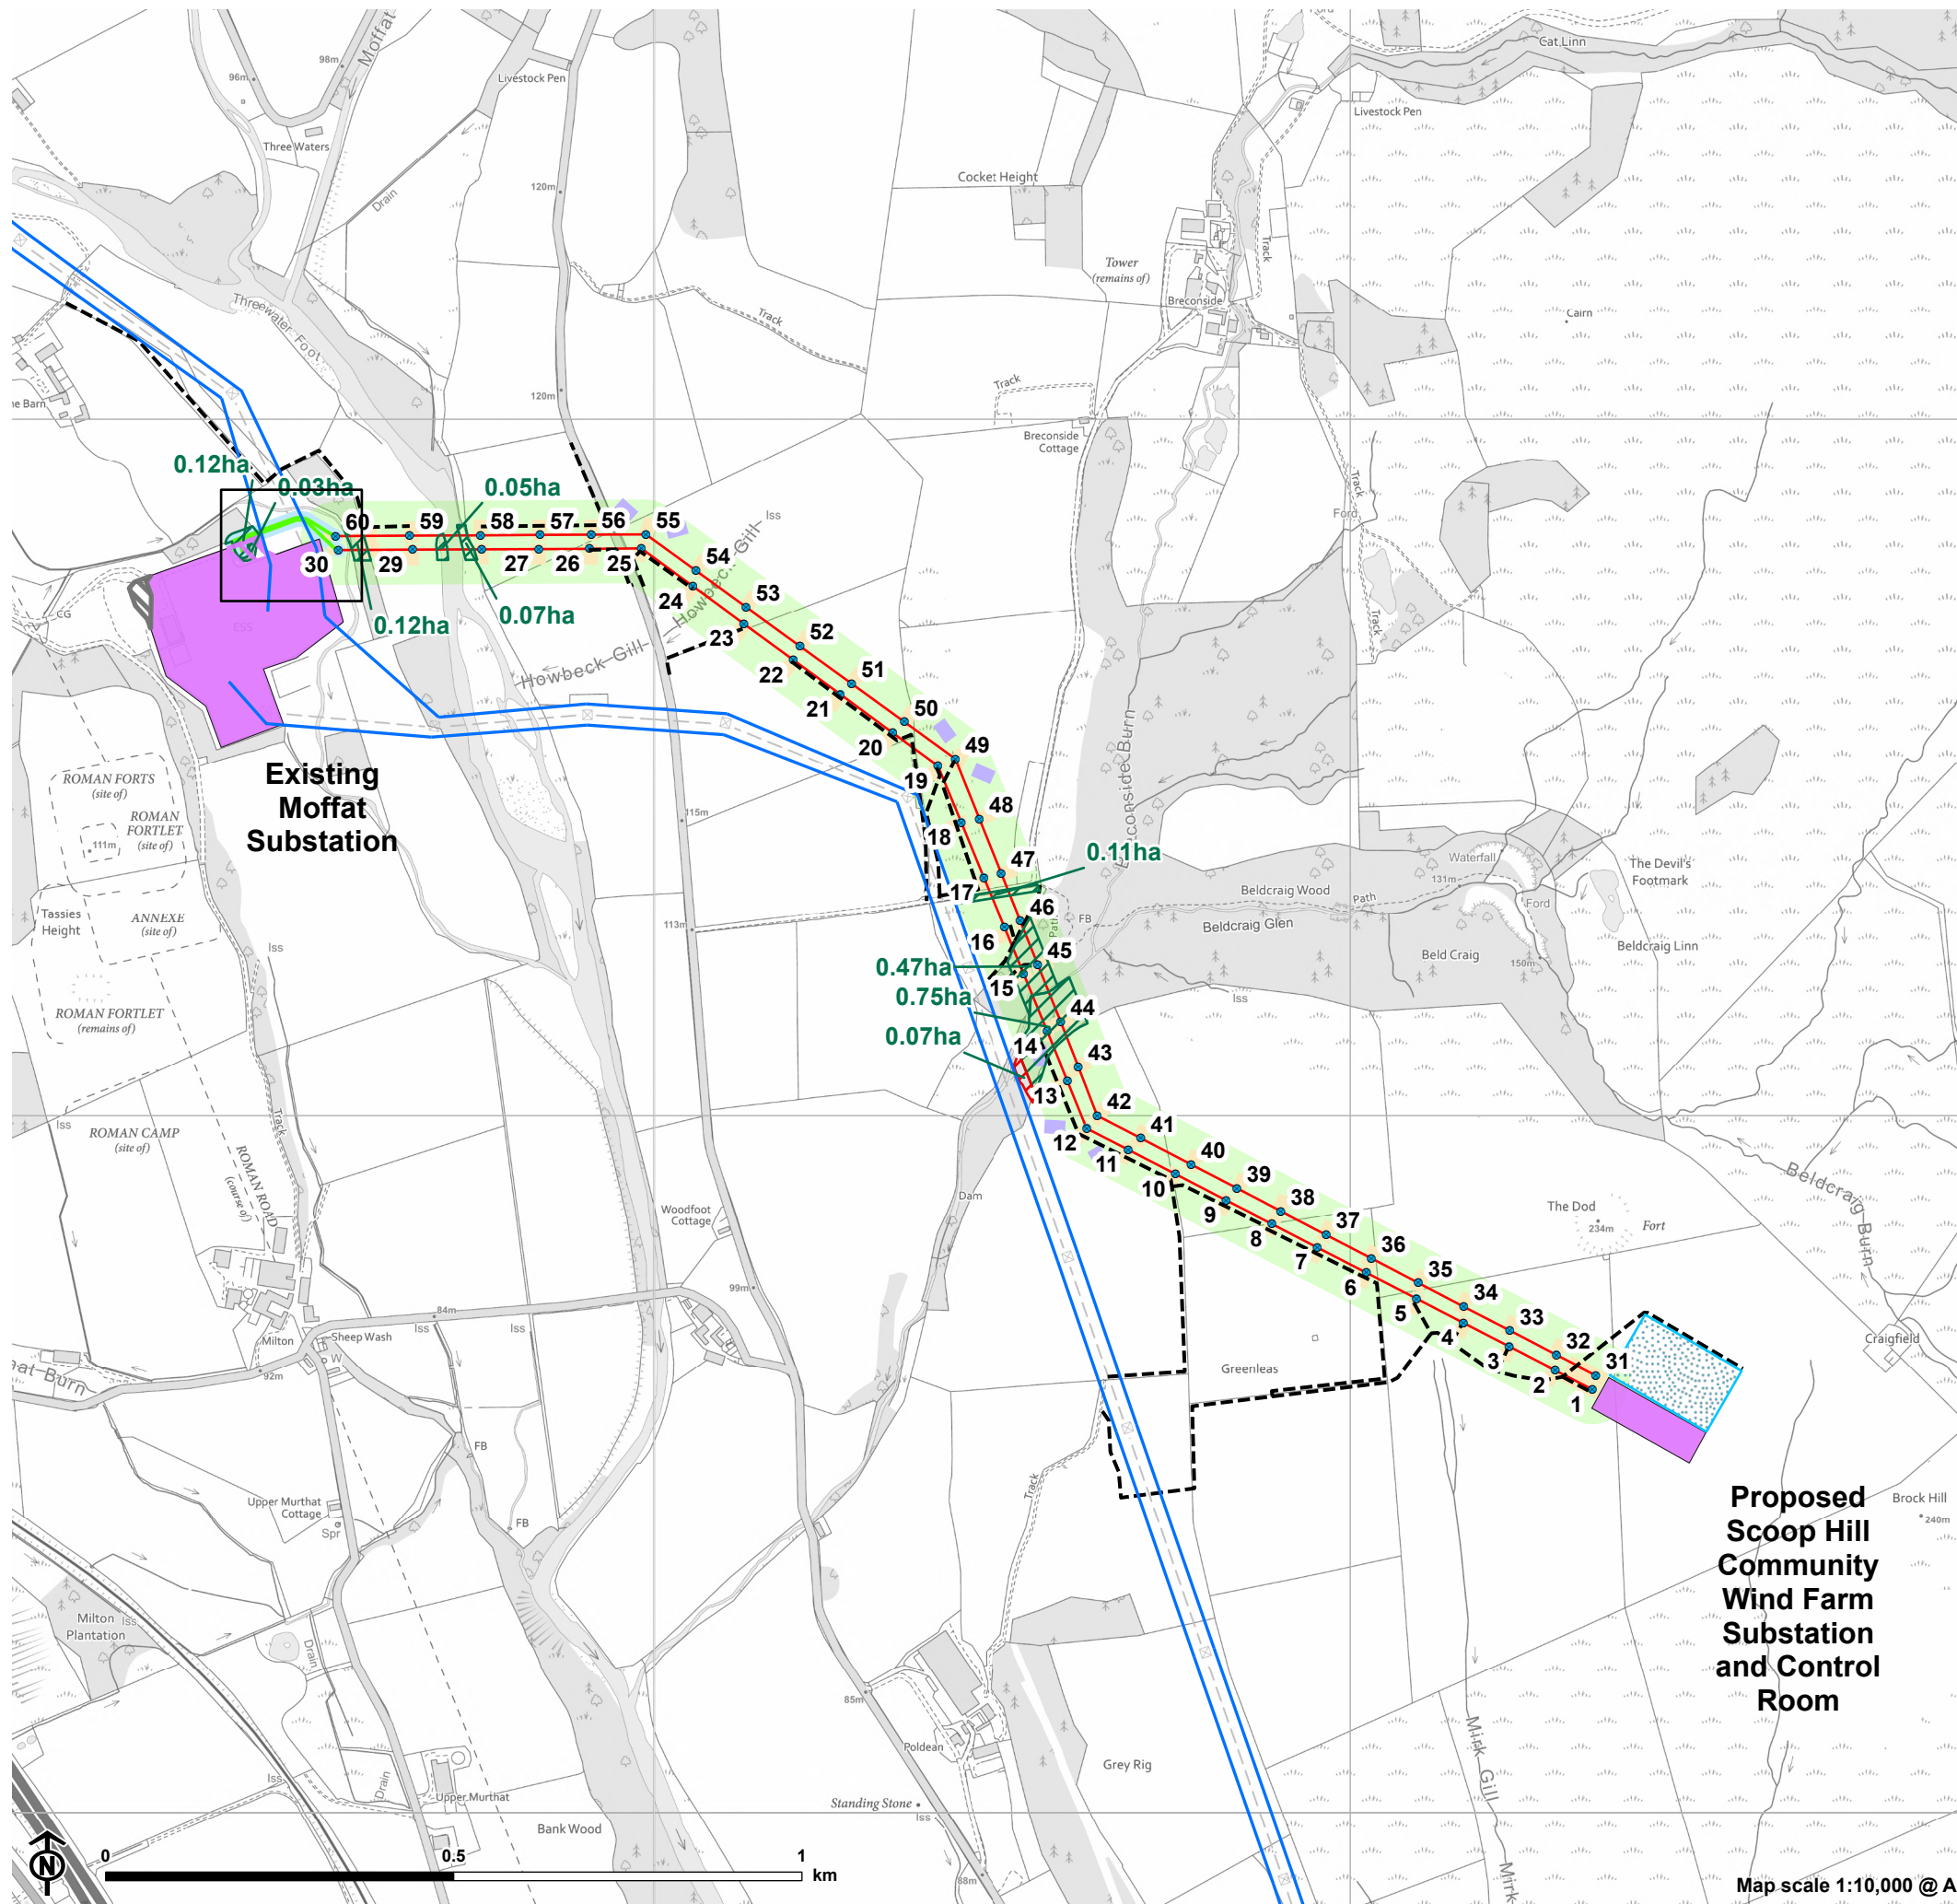 Cat Linn
98m
96m
Moffat
Livestock Pen
Livestock Pen
Three Waters
Drain
120m
Cocket Height
Track
Tower
(remains of)
Breconside
Cairn
Threewater Foot
Track
Track
120m
Breconside
Cottage
Track
Ford
Track
0.12ha
0.03ha
0.05ha
Iss
60
59
58
57
56
55
30
29
27
26
25
54
0.12ha
0.07ha
24
53
CG
ESS
Howbeck Gill
Howbeck Gill
23
52
22
51
21
50
20
49
19
48
18
47
17
46
16
45
15
44
14
43
13
42
12
41
11
40
10
39
9
38
8
37
7
36
6
35
5
34
4
33
3
32
2
31
1
Existing
Moffat
Substation
ROMAN FORTS
(site of)
ROMAN
FORTLET
(site of)
111m
115m
0.11ha
Waterfall
131m
The Devil's
Footmark
Beldcraig Wood
Path
Ford
Tassies
Height
ANNEXE
(site of)
113m
FB
Path
Beldcraig Glen
Beld Craig
150m
Beldcraig Linn
Iss
0.47ha
0.75ha
0.07ha
Iss
ROMAN FORTLET
(remains of)
Iss
ROMAN CAMP
(site of)
Track
ROMAN ROAD
(course of)
Woodfoot
Cottage
Dam
The Dod
234m
Fort
Beldcraig Burn
Craigfield
99m
84m
Milton
Sheep Wash
Iss
Iss
W
92m
Greenleas
FB
Track
Upper Murthat
Cottage
Spr
FB
Brock Hill
240m
Proposed
Scoop Hill
Community
Wind Farm
Substation
and Control
Room
Milton
Plantation
Iss
Drain
85m
Poldean
Grey Rig
Mirk Gill
Iss
Drain
Upper Murthat
Standing Stone
Iss
Bank Wood
88m
Mirk
N
0
0.5
1
km
Map scale 1:10,000 @ A